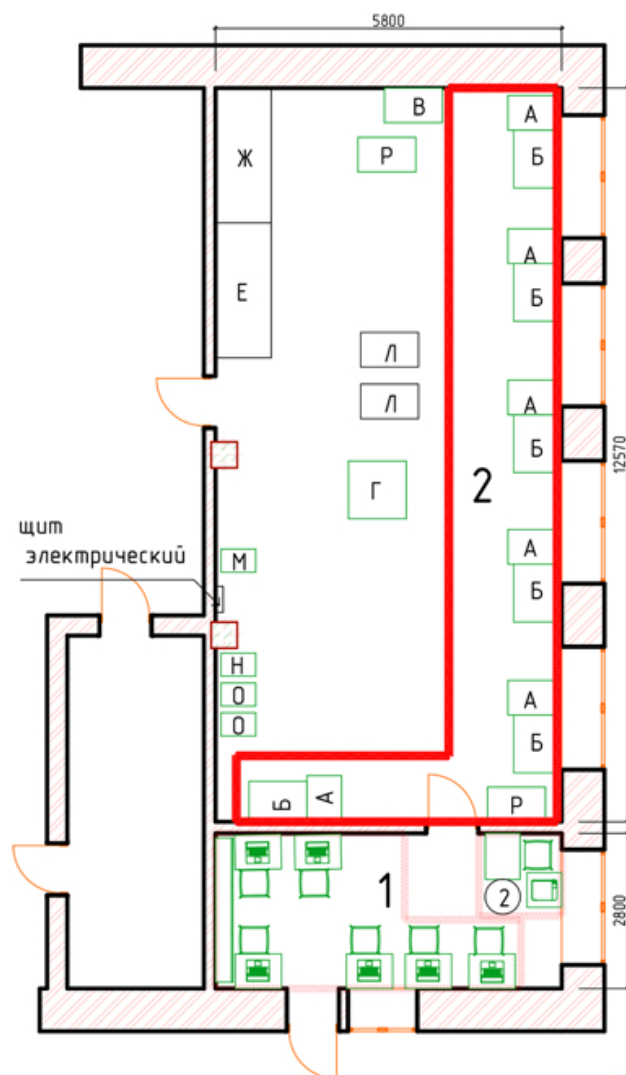 5800
В
А
Р
Б
Ж
А
Е
Б
Л
Л
А
Б
12570
2
Г
щит
электрический
А
М
Б
Н
О
А
О
Б
Б
А
Р
1
2
2800